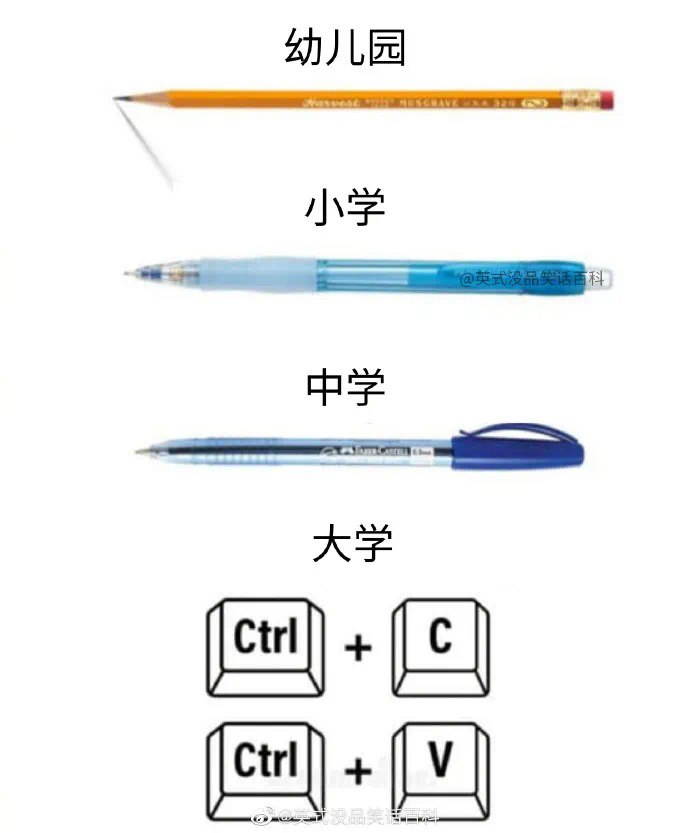 幼儿园
Harvest MUSGRAVE U.S.A 320 2
小学
@英式没品笑话百科
中学
FABER-CASTELL
大学
Ctrl + C
Ctrl + V
@英式没品笑话百科